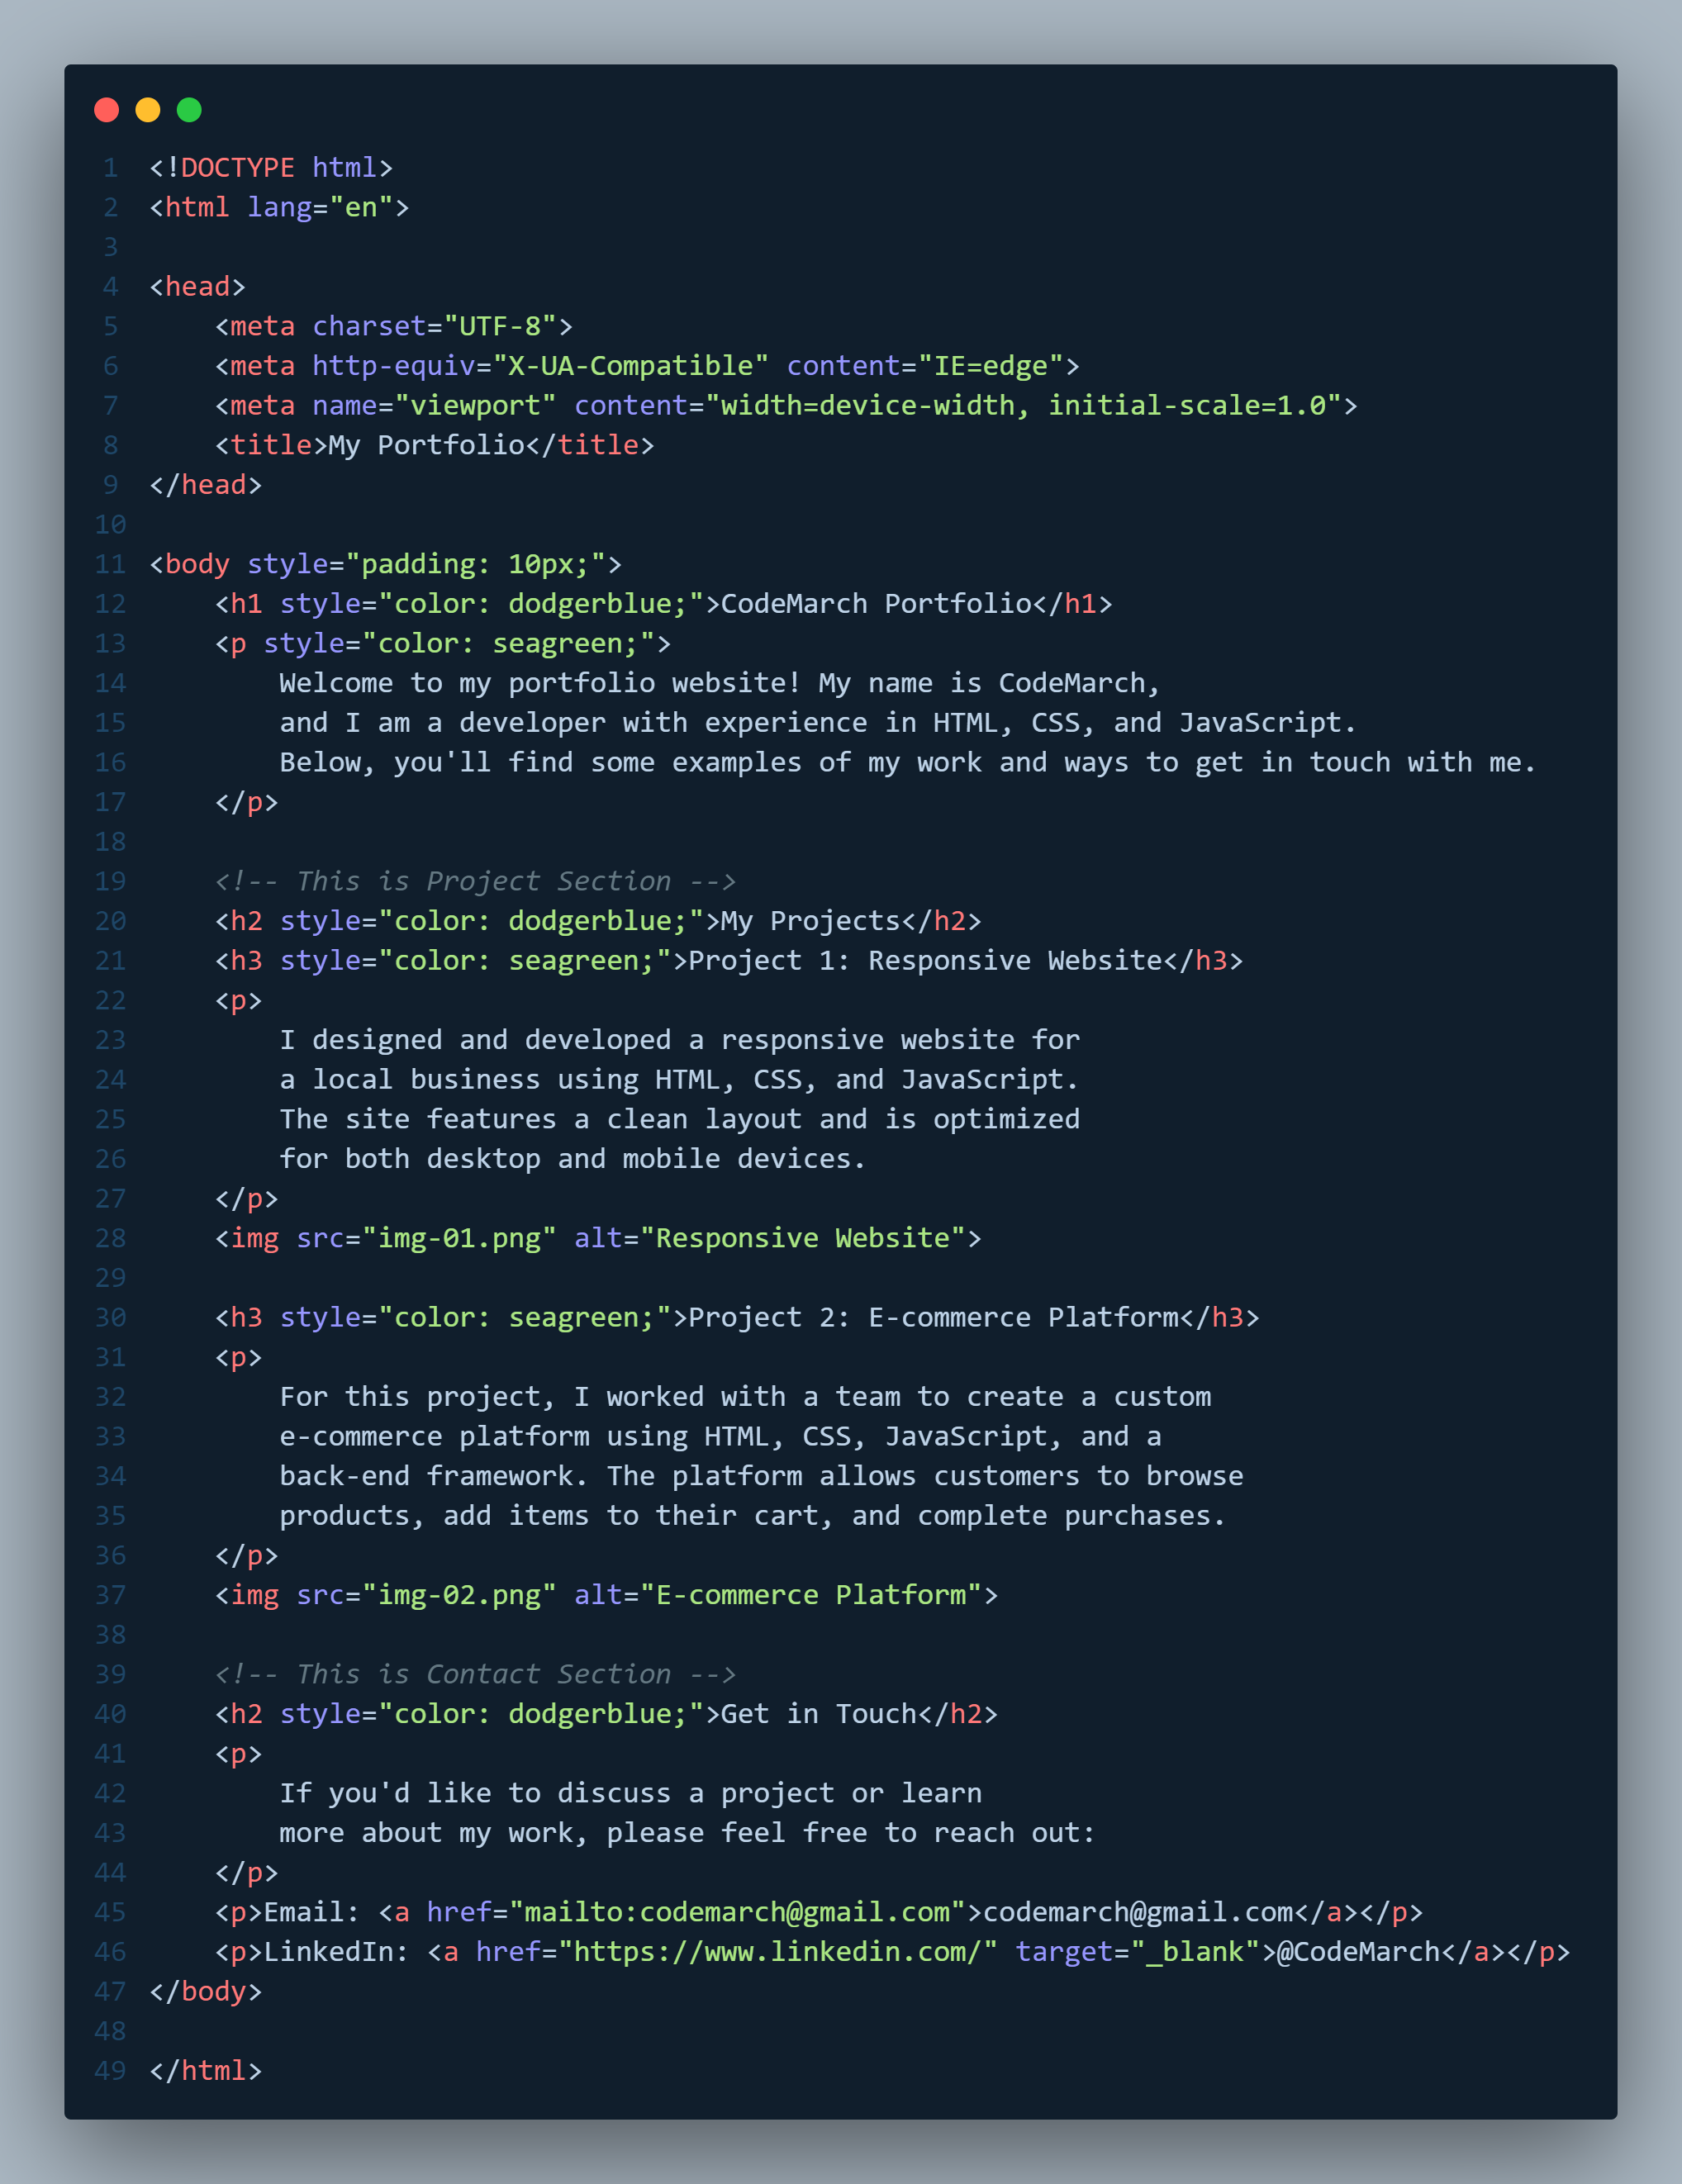 1 <!DOCTYPE html>
2 <html lang="en">
3
4 <head>
5     <meta charset="UTF-8">
6     <meta http-equiv="X-UA-Compatible" content="IE=edge">
7     <meta name="viewport" content="width=device-width, initial-scale=1.0">
8     <title>My Portfolio</title>
9 </head>
10
11 <body style="padding: 10px;">
12     <h1 style="color: dodgerblue;">CodeMarch Portfolio</h1>
13     <p style="color: seagreen;">
14         Welcome to my portfolio website! My name is CodeMarch,
15         and I am a developer with experience in HTML, CSS, and JavaScript.
16         Below, you'll find some examples of my work and ways to get in touch with me.
17     </p>
18
19     <!-- This is Project Section -->
20     <h2 style="color: dodgerblue;">My Projects</h2>
21     <h3 style="color: seagreen;">Project 1: Responsive Website</h3>
22     <p>
23         I designed and developed a responsive website for
24         a local business using HTML, CSS, and JavaScript.
25         The site features a clean layout and is optimized
26         for both desktop and mobile devices.
27     </p>
28     <img src="img-01.png" alt="Responsive Website">
29
30     <h3 style="color: seagreen;">Project 2: E-commerce Platform</h3>
31     <p>
32         For this project, I worked with a team to create a custom
33         e-commerce platform using HTML, CSS, JavaScript, and a
34         back-end framework. The platform allows customers to browse
35         products, add items to their cart, and complete purchases.
36     </p>
37     <img src="img-02.png" alt="E-commerce Platform">
38
39     <!-- This is Contact Section -->
40     <h2 style="color: dodgerblue;">Get in Touch</h2>
41     <p>
42         If you'd like to discuss a project or learn
43         more about my work, please feel free to reach out:
44     </p>
45     <p>Email: <a href="mailto:codemarch@gmail.com">codemarch@gmail.com</a></p>
46     <p>LinkedIn: <a href="https://www.linkedin.com/" target="_blank">@CodeMarch</a></p>
47 </body>
48
49 </html>